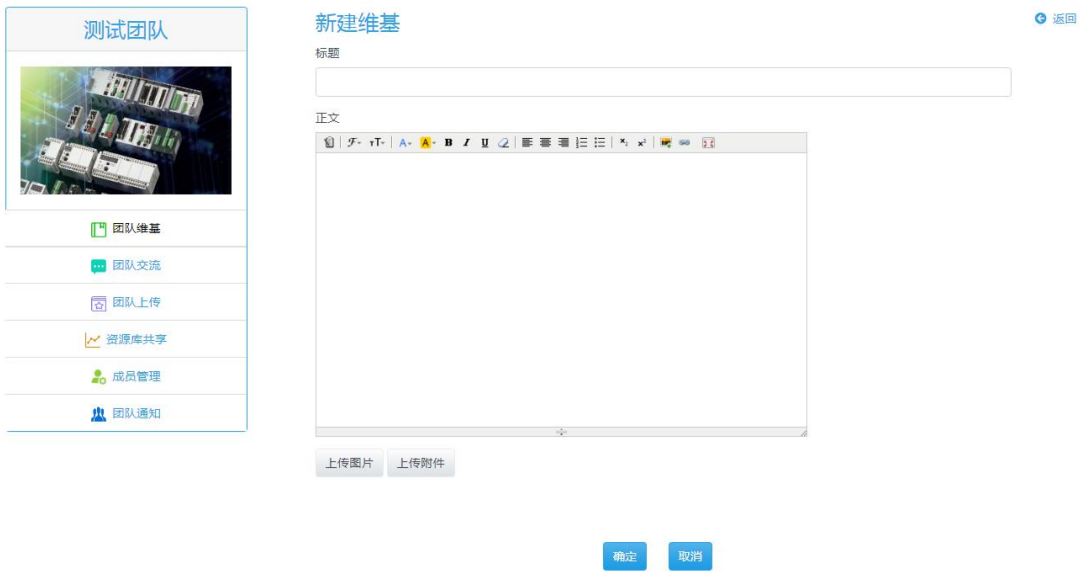 测试团队
团队维基
团队交流
团队上传
资源库共享
成员管理
团队通知
新建维基
返回
标题
正文
上传图片 上传附件
确定 取消